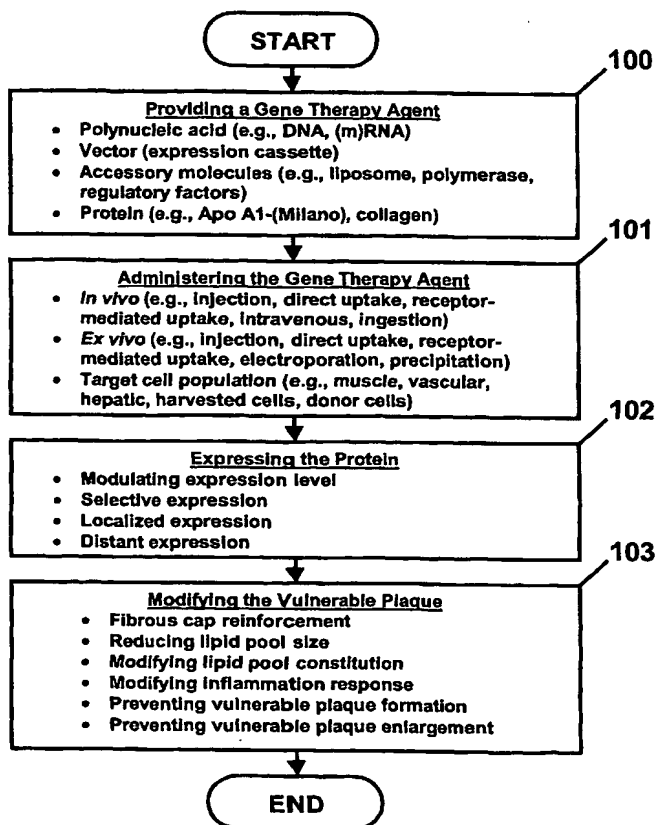 START
100
Providing a Gene Therapy Agent
• Polynucleic acid (e.g., DNA, (m)RNA)
• Vector (expression cassette)
• Accessory molecules (e.g., liposome, polymerase,
regulatory factors)
• Protein (e.g., Apo A1-(Milano), collagen)
101
Administering the Gene Therapy Agent
• In vivo (e.g., injection, direct uptake, receptor-
mediated uptake, intravenous, ingestion)
• Ex vivo (e.g., injection, direct uptake, receptor-
mediated uptake, electroporation, precipitation)
• Target cell population (e.g., muscle, vascular,
hepatic, harvested cells, donor cells)
102
Expressing the Protein
• Modulating expression level
• Selective expression
• Localized expression
• Distant expression
103
Modifying the Vulnerable Plaque
• Fibrous cap reinforcement
• Reducing lipid pool size
• Modifying lipid pool constitution
• Modifying inflammation response
• Preventing vulnerable plaque formation
• Preventing vulnerable plaque enlargement
END